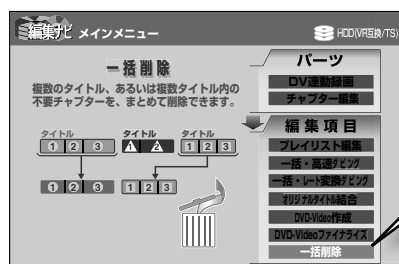 編集ナビ メインメニュー
HDD(VR互換/TS)
一括削除
複数のタイトル、あるいは複数タイトル内の
不要チャプターを、まとめて削除できます。
タイトル タイトル タイトル
1 2 3 1 2 1 2 3
1 2 3 1 2 3
パーツ
DV連動録画
チャプター編集
編集項目
プレイリスト編集
一括・高速ダビング
一括・レート変換ダビング
オリジナルタイトル結合
DVD-Video作成
DVD-Videoファイナライズ
一括削除